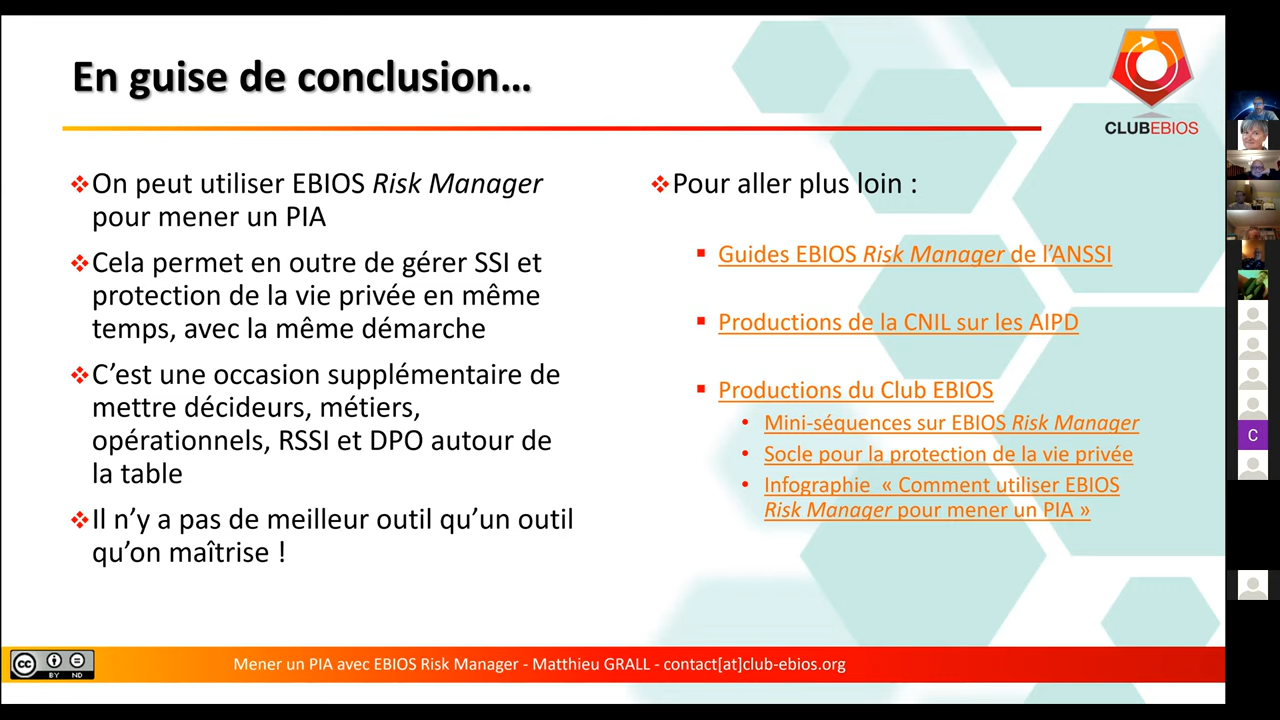 En guise de conclusion...
CLUBEBIOS
On peut utiliser EBIOS Risk Manager
pour mener un PIA
Cela permet en outre de gérer SSI et
protection de la vie privée en même
temps, avec la même démarche
C’est une occasion supplémentaire de
mettre décideurs, métiers,
opérationnels, RSSI et DPO autour de
la table
Il n’y a pas de meilleur outil qu’un outil
qu’on maîtrise !
Pour aller plus loin :
Guides EBIOS Risk Manager de l’ANSSI
Productions de la CNIL sur les AIPD
Productions du Club EBIOS
Mini-séquences sur EBIOS Risk Manager
Socle pour la protection de la vie privée
Infographie « Comment utiliser EBIOS
Risk Manager pour mener un PIA »
C
cc BY ND
Mener un PIA avec EBIOS Risk Manager - Matthieu GRALL - contact[at]club-ebios.org